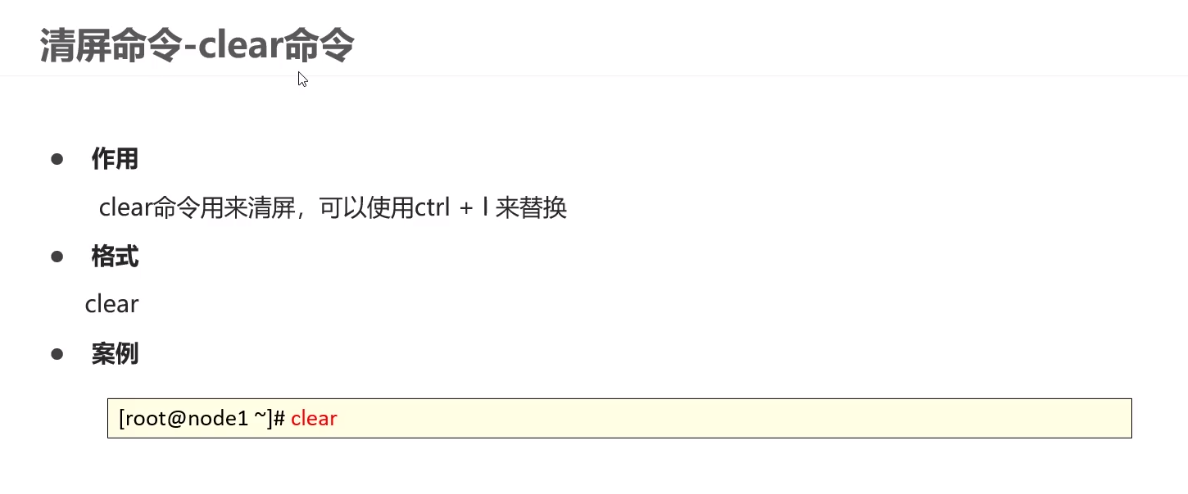 清屏命令-clear命令
● 作用
clear命令用来清屏，可以使用ctrl + l 来替换
● 格式
clear
● 案例
[root@node1 ~]# clear